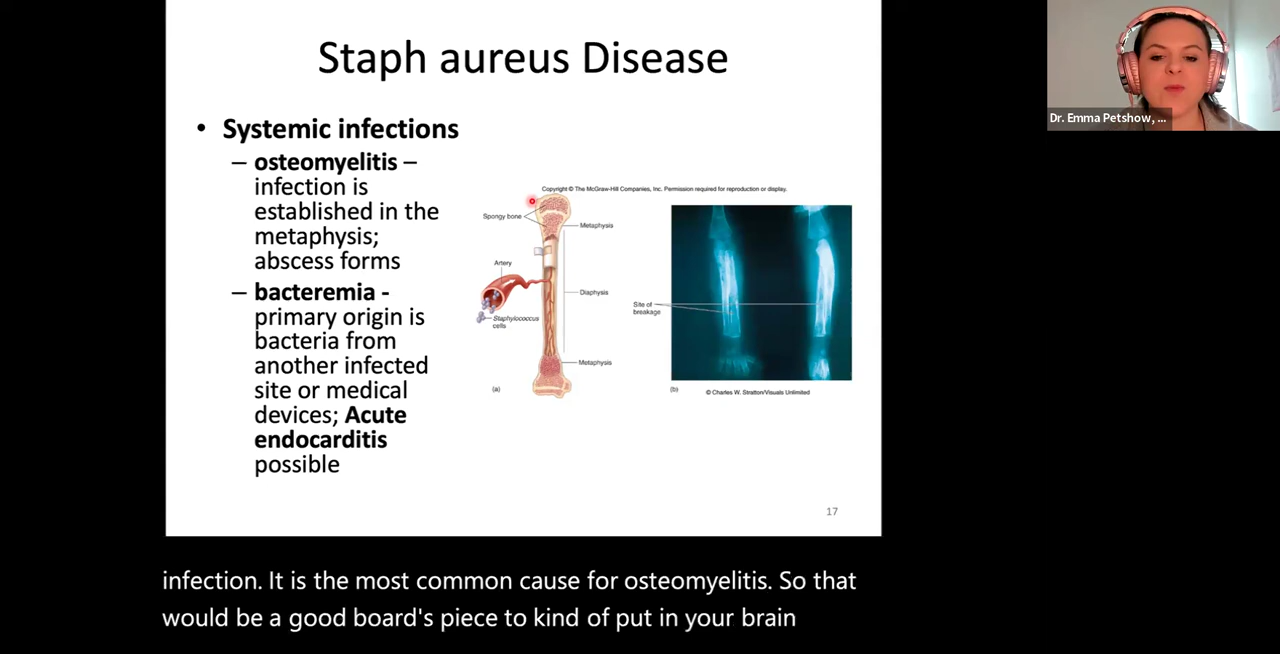 Staph aureus Disease
• Systemic infections
– osteomyelitis –
infection is
established in the
metaphysis;
abscess forms
– bacteremia -
primary origin is
bacteria from
another infected
site or medical
devices; Acute
endocarditis
possible
Copyright © The McGraw-Hill Companies, Inc. Permission required for reproduction or display.
Spongy bone
Metaphysis
Artery
Diaphysis
Staphylococcus
cells
Metaphysis
(a)
Site of
breakage
(b)
© Charles W. Stratton/Visuals Unlimited
17
Dr. Emma Petshow, ...
infection. It is the most common cause for osteomyelitis. So that
would be a good board's piece to kind of put in your brain